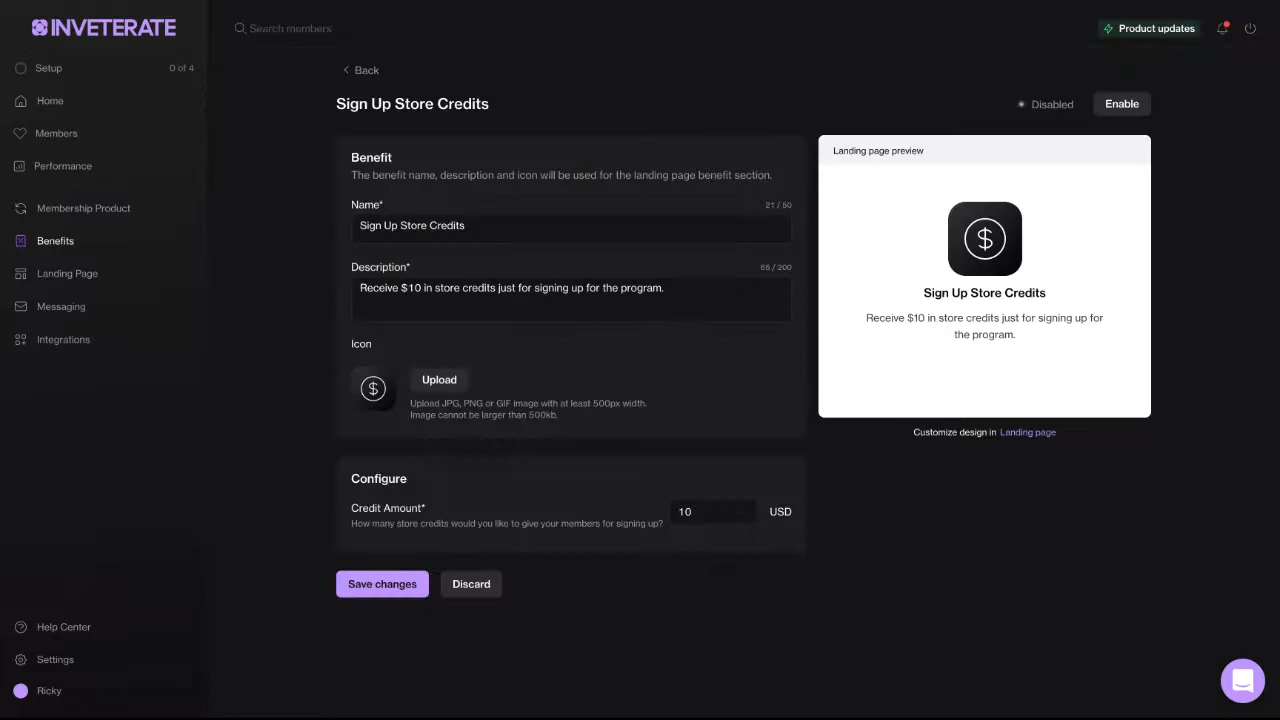 INVETERATE
Search members
Product updates
Setup
0 of 4
Home
Members
Performance
Membership Product
Benefits
Landing Page
Messaging
Integrations
Help Center
Settings
Ricky
Back
Sign Up Store Credits
Disabled
Enable
Benefit
The benefit name, description and icon will be used for the landing page benefit section.
Name*
21 / 50
Sign Up Store Credits
Description*
65 / 200
Receive $10 in store credits just for signing up for the program.
Icon
$
Upload
Upload JPG, PNG or GIF image with at least 500px width.
Image cannot be larger than 500kb.
Configure
Credit Amount*
How many store credits would you like to give your members for signing up?
10
USD
Save changes
Discard
Landing page preview
$
Sign Up Store Credits
Receive $10 in store credits just for signing up for
the program.
Customize design in Landing page